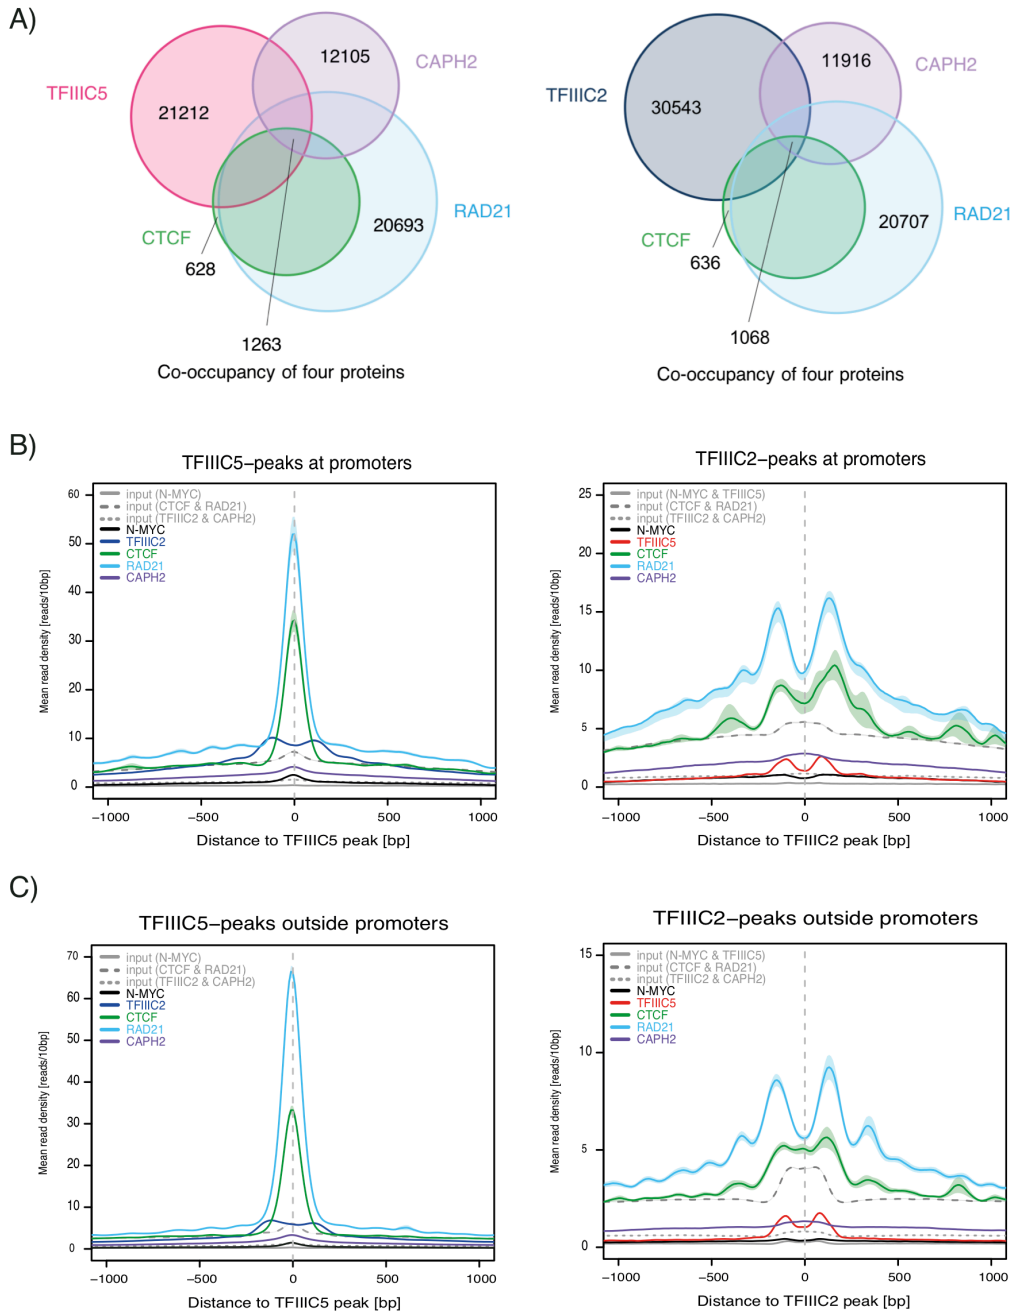 A)
TFIIIC5
21212
12105
CAPH2
RAD21
20693
CTCF
628
1263
Co-occupancy of four proteins
TFIIIC2
30543
11916
CAPH2
RAD21
20707
CTCF
636
1068
Co-occupancy of four proteins
B)
TFIIIC5–peaks at promoters
Mean read density [reads/10bp]
60
50
40
30
20
10
0
input (N-MYC)
input (CTCF & RAD21)
input (TFIIIC2 & CAPH2)
N-MYC
TFIIIC2
CTCF
RAD21
CAPH2
−1000 −500 0 500 1000
Distance to TFIIIC5 peak [bp]
TFIIIC2–peaks at promoters
Mean read density [reads/10bp]
25
20
15
10
5
0
input (N-MYC & TFIIIC5)
input (CTCF & RAD21)
input (TFIIIC2 & CAPH2)
N-MYC
TFIIIC5
CTCF
RAD21
CAPH2
−1000 −500 0 500 1000
Distance to TFIIIC2 peak [bp]
C)
TFIIIC5–peaks outside promoters
Mean read density [reads/10bp]
70
60
50
40
30
20
10
0
input (N-MYC)
input (CTCF & RAD21)
input (TFIIIC2 & CAPH2)
N-MYC
TFIIIC2
CTCF
RAD21
CAPH2
−1000 −500 0 500 1000
Distance to TFIIIC5 peak [bp]
TFIIIC2–peaks outside promoters
Mean read density [reads/10bp]
15
10
5
0
input (N-MYC & TFIIIC5)
input (CTCF & RAD21)
input (TFIIIC2 & CAPH2)
N-MYC
TFIIIC5
CTCF
RAD21
CAPH2
−1000 −500 0 500 1000
Distance to TFIIIC2 peak [bp]